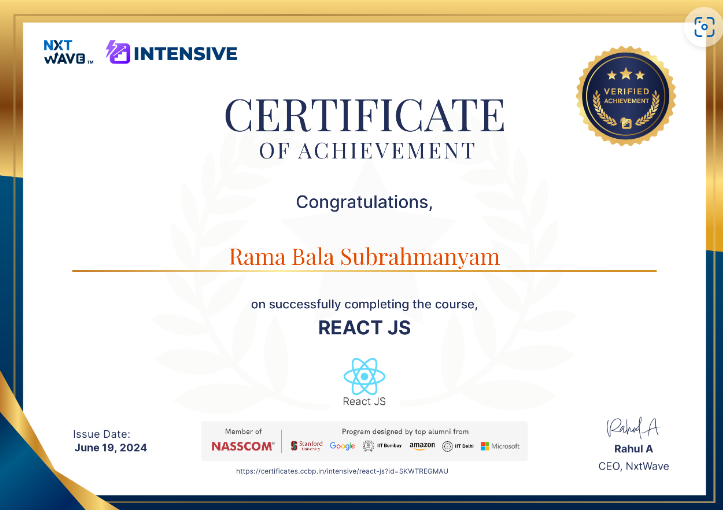 NXT
WAVE TM
INTENSIVE
VERIFIED
ACHIEVEMENT
CERTIFICATE
OF ACHIEVEMENT
Congratulations,
Rama Bala Subrahmanyam
on successfully completing the course,
REACT JS
React JS
Issue Date:
June 19, 2024
Member of
NASSCOM®
Program designed by top alumni from
Stanford University Google IIT Bombay amazon IIT Delhi Microsoft
https://certificates.ccbp.in/intensive/react-js?id=SKWTREGMAU
Rahul A
Rahul A
CEO, NxtWave